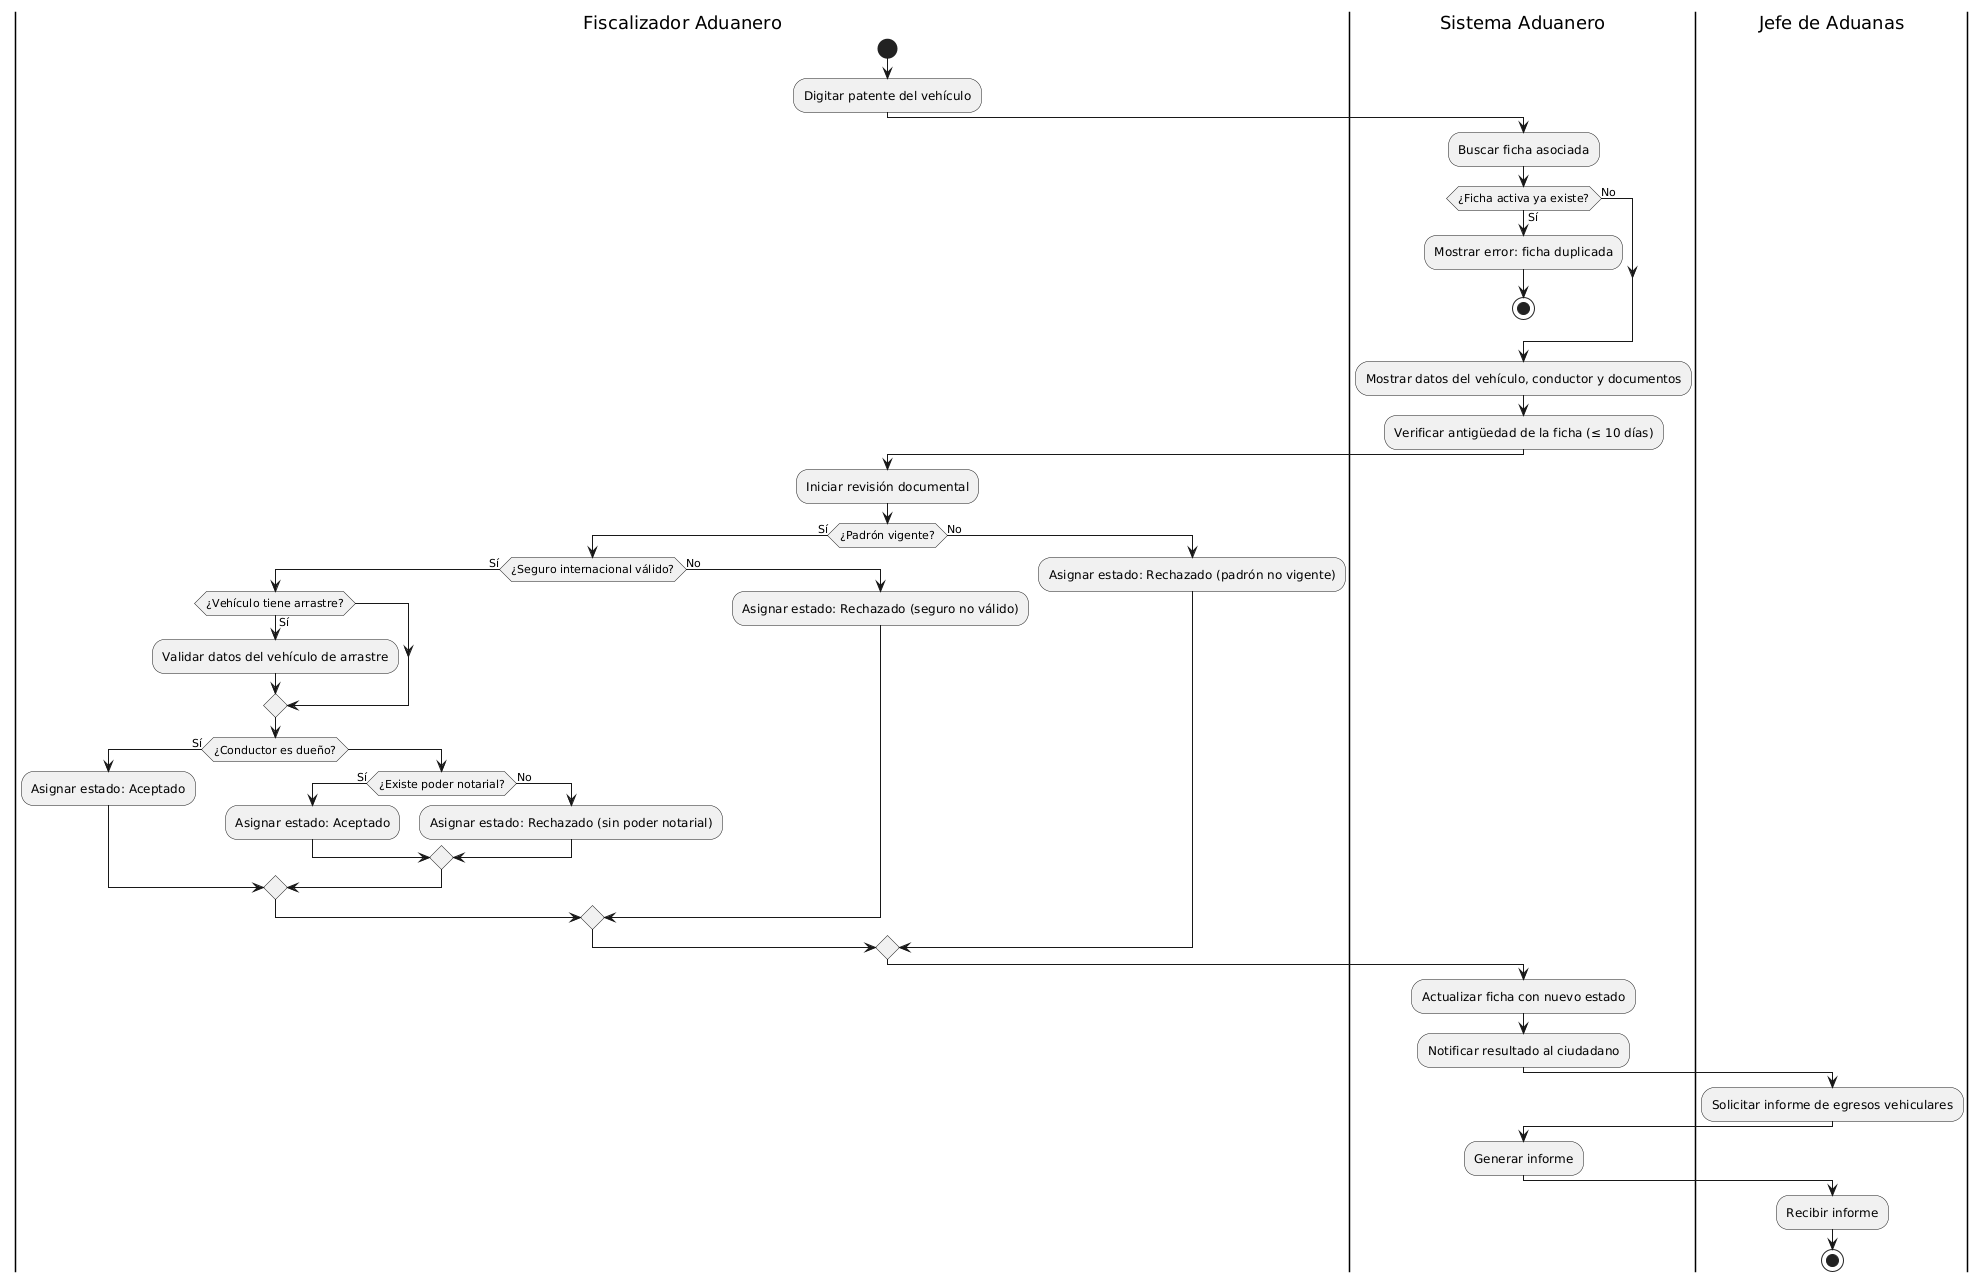 Fiscalizador Aduanero
Sistema Aduanero
Jefe de Aduanas
Digitar patente del vehículo
Buscar ficha asociada
¿Ficha activa ya existe?
No
Sí
Mostrar error: ficha duplicada
Mostrar datos del vehículo, conductor y documentos
Verificar antigüedad de la ficha (≤ 10 días)
Iniciar revisión documental
Sí
¿Padrón vigente?
No
Sí
¿Seguro internacional válido?
No
Asignar estado: Rechazado (padrón no vigente)
¿Vehículo tiene arrastre?
Sí
Asignar estado: Rechazado (seguro no válido)
Validar datos del vehículo de arrastre
Sí
¿Conductor es dueño?
Asignar estado: Aceptado
Sí
¿Existe poder notarial?
No
Asignar estado: Aceptado
Asignar estado: Rechazado (sin poder notarial)
Actualizar ficha con nuevo estado
Notificar resultado al ciudadano
Solicitar informe de egresos vehiculares
Generar informe
Recibir informe